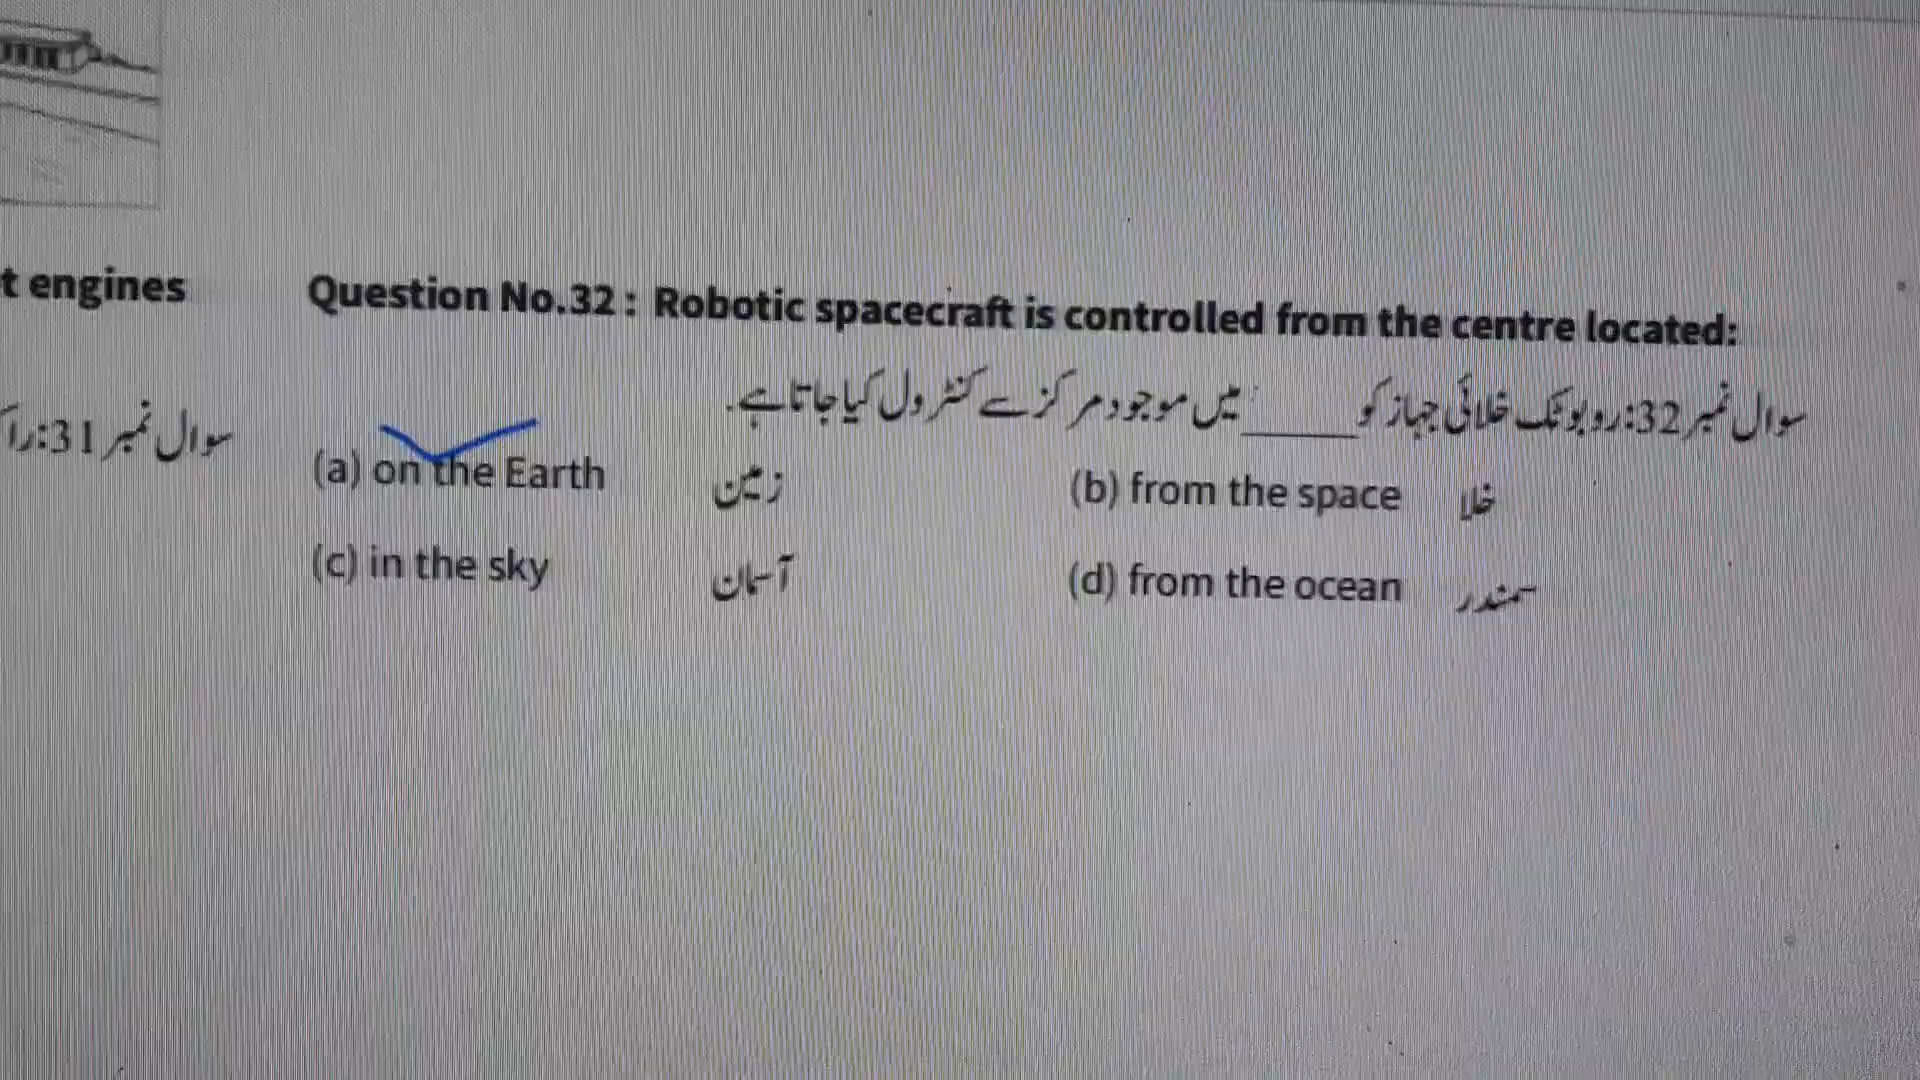 t engines
سوال نمبر 31:
Question No.32 : Robotic spacecraft is controlled from the centre located:
سوال نمبر 32: روبوٹک خلائی جہاز کو _____ میں موجود مرکز سے کنٹرول کیا جاتا ہے۔
(a) on the Earth زمین (b) from the space خلا
(c) in the sky آسمان (d) from the ocean سمندر